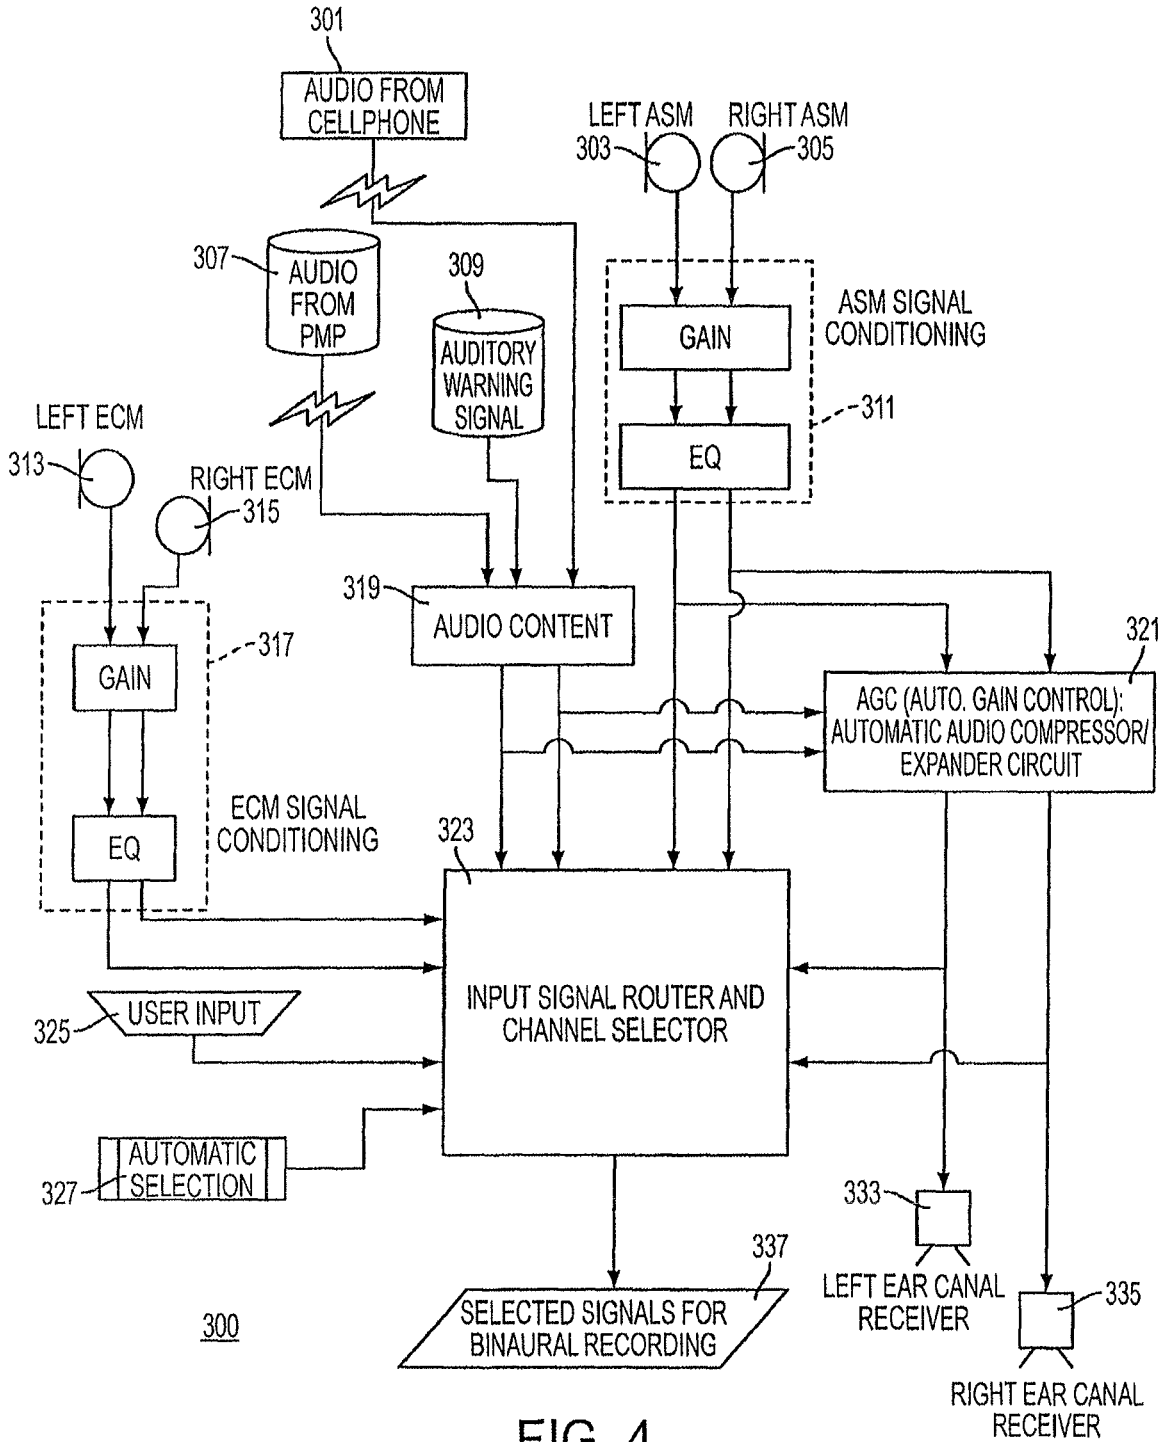 301
AUDIO FROM
CELLPHONE
LEFT ASM
RIGHT ASM
303
305
307
AUDIO
FROM
PMP
309
AUDITORY
WARNING
SIGNAL
ASM SIGNAL
CONDITIONING
GAIN
EQ
311
LEFT ECM
313
RIGHT ECM
315
319
AUDIO CONTENT
317
GAIN
EQ
ECM SIGNAL
CONDITIONING
321
AGC (AUTO. GAIN CONTROL):
AUTOMATIC AUDIO COMPRESSOR/
EXPANDER CIRCUIT
323
INPUT SIGNAL ROUTER AND
CHANNEL SELECTOR
USER INPUT
325
AUTOMATIC
SELECTION
327
333
LEFT EAR CANAL
RECEIVER
335
RIGHT EAR CANAL
RECEIVER
337
SELECTED SIGNALS FOR
BINAURAL RECORDING
300
FIG. 4